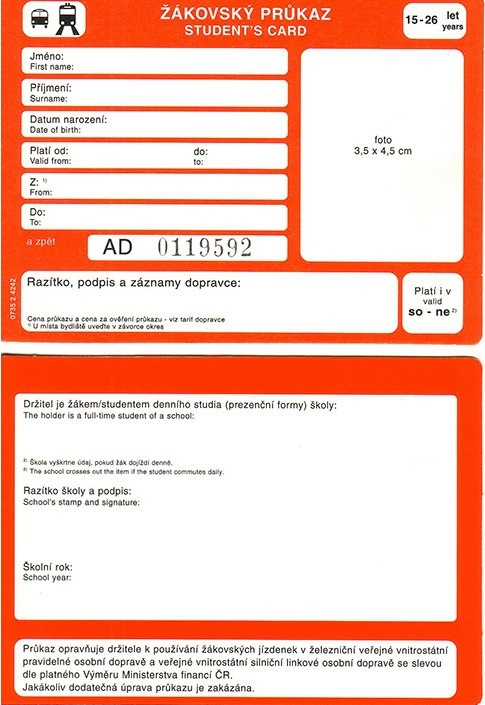 ŽÁKOVSKÝ PRŮKAZ
STUDENT'S CARD
15-26 let
years
Jméno:
First name:
Příjmení:
Surname:
Datum narození:
Date of birth:
Platí od: do:
Valid from: to:
Z: ¹⁾
From:
Do:
To:
a zpět
AD 0119592
foto
3,5 x 4,5 cm
Razítko, podpis a záznamy dopravce:
Cena průkazu a cena za ověření průkazu - viz tarif dopravce
¹⁾ U místa bydliště uveďte v závorce okres
Platí i v
valid
so - ne ²⁾
0735 2 4242
Držitel je žákem/studentem denního studia (prezenční formy) školy:
The holder is a full-time student of a school:
²⁾ Škola vyškrtne údaj, pokud žák dojíždí denně.
²⁾ The school crosses out the item if the student commutes daily.
Razítko školy a podpis:
School's stamp and signature:
Školní rok:
School year:
Průkaz opravňuje držitele k používání žákovských jízdenek v železniční veřejné vnitrostátní
pravidelné osobní dopravě a veřejné vnitrostátní silniční linkové osobní dopravě se slevou
dle platného Výměru Ministerstva financí ČR.
Jakákoliv dodatečná úprava průkazu je zakázána.